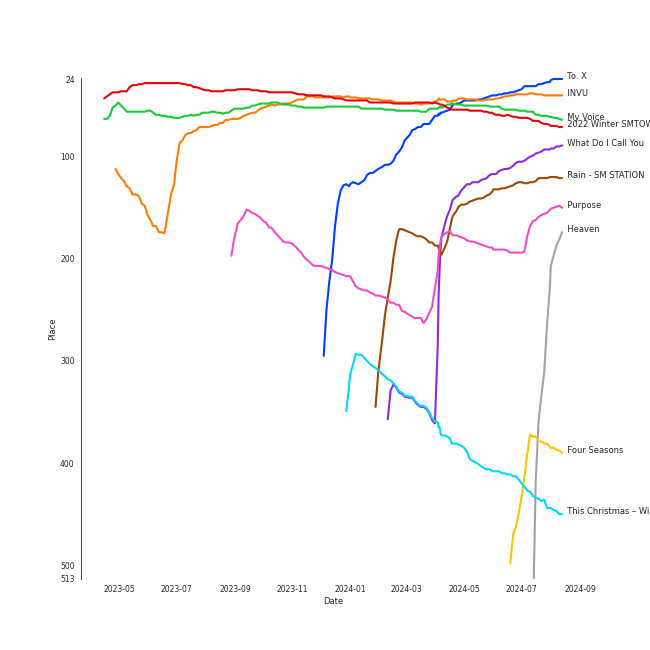 24
To. X
INVU
My Voice
2022 Winter SMTOW
What Do I Call You
100
Rain - SM STATION
Purpose
Heaven
200
Place
300
400
Four Seasons
This Christmas – Wi
500
513
2023-05 2023-07 2023-09 2023-11 2024-01 2024-03 2024-05 2024-07 2024-09
Date